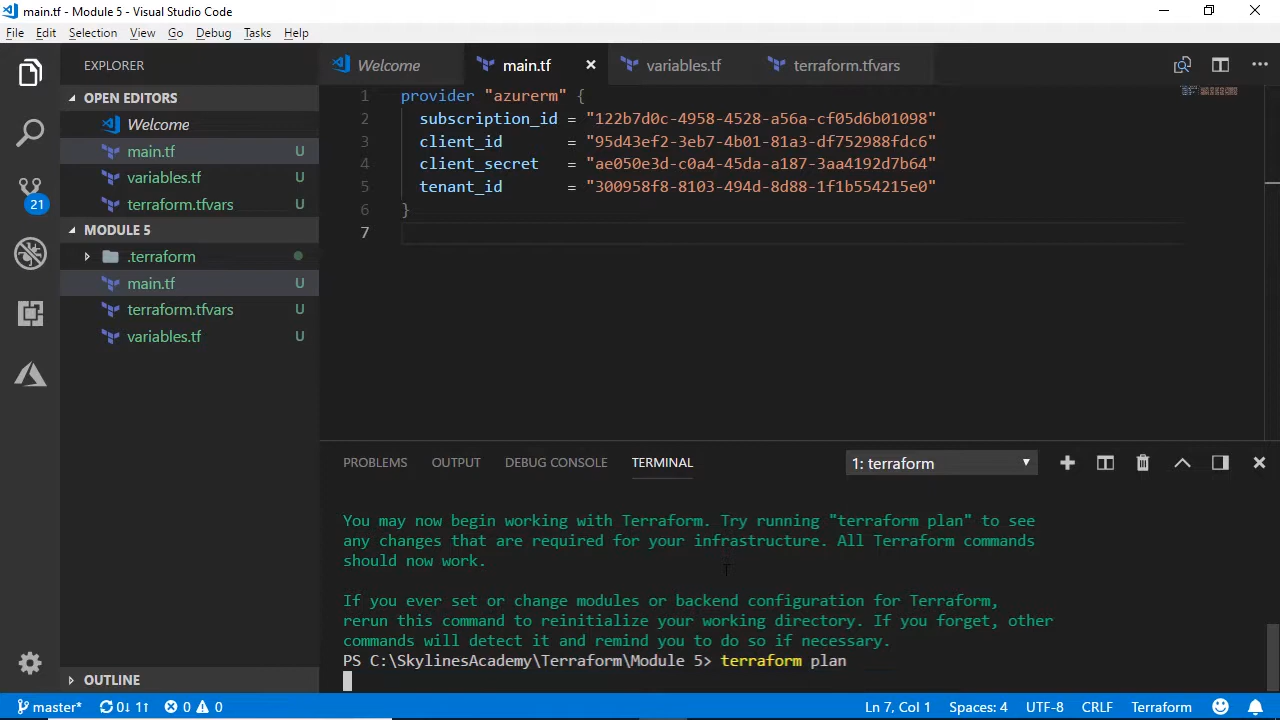 main.tf - Module 5 - Visual Studio Code
File Edit Selection View Go Debug Tasks Help
EXPLORER
OPEN EDITORS
Welcome
main.tf U
variables.tf U
terraform.tfvars U
MODULE 5
.terraform
main.tf U
terraform.tfvars U
variables.tf U
OUTLINE
21
Welcome main.tf variables.tf terraform.tfvars
1 provider "azurerm" {
2 subscription_id = "122b7d0c-4958-4528-a56a-cf05d6b01098"
3 client_id = "95d43ef2-3eb7-4b01-81a3-df752988fdc6"
4 client_secret = "ae050e3d-c0a4-45da-a187-3aa4192d7b64"
5 tenant_id = "300958f8-8103-494d-8d88-1f1b554215e0"
6 }
7
PROBLEMS OUTPUT DEBUG CONSOLE TERMINAL 1: terraform
You may now begin working with Terraform. Try running "terraform plan" to see
any changes that are required for your infrastructure. All Terraform commands
should now work.
If you ever set or change modules or backend configuration for Terraform,
rerun this command to reinitialize your working directory. If you forget, other
commands will detect it and remind you to do so if necessary.
PS C:\SkylinesAcademy\Terraform\Module 5> terraform plan
master* 0↓ 1↑ 0 0 Ln 7, Col 1 Spaces: 4 UTF-8 CRLF Terraform